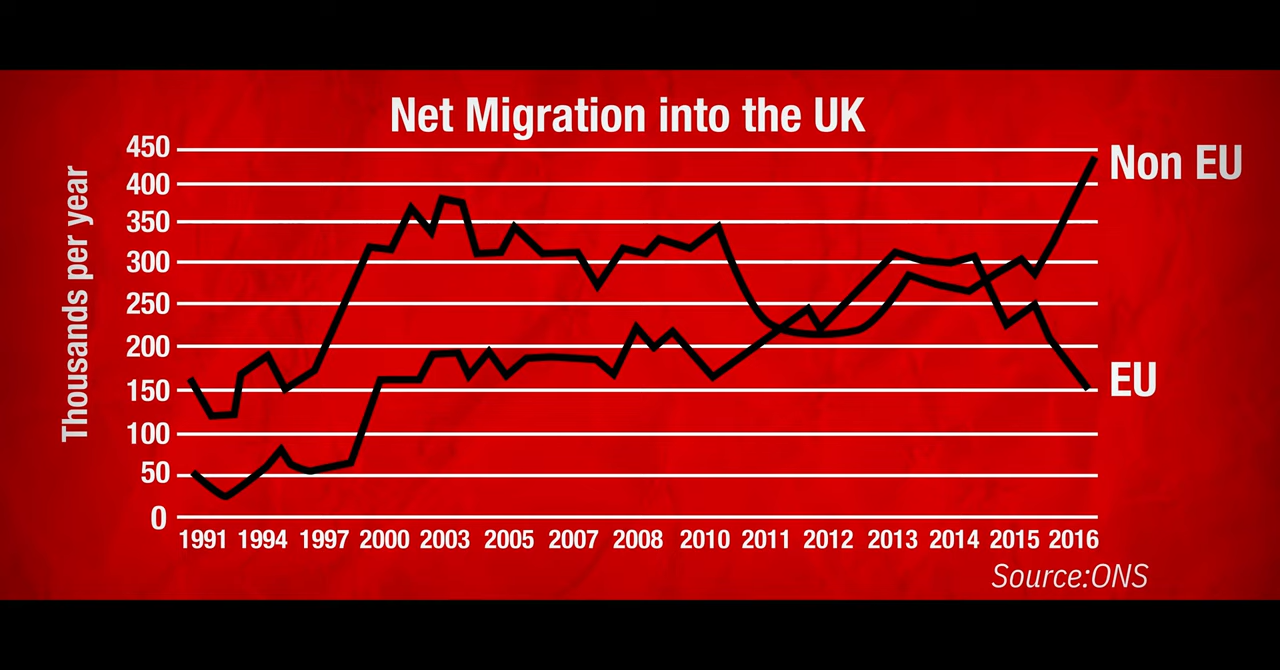 Net Migration into the UK
Thousands per year
450
400
350
300
250
200
150
100
50
0
Non EU
EU
1991 1994 1997 2000 2003 2005 2007 2008 2010 2011 2012 2013 2014 2015 2016
Source:ONS